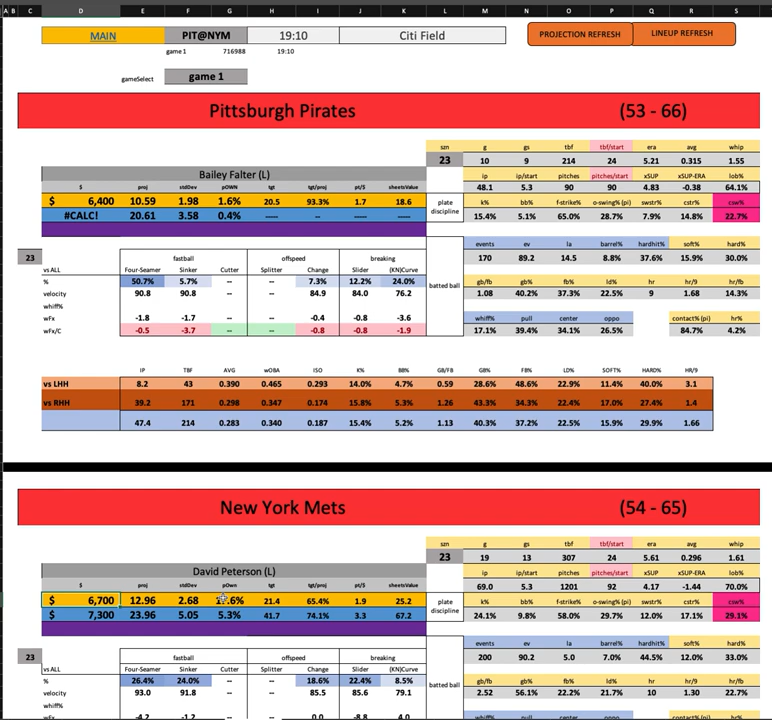 A B C D E F G H I J K L M N O P Q R S
MAIN PIT@NYM 19:10 Citi Field PROJECTION REFRESH LINEUP REFRESH
game 1 716988 19:10
gameSelect game 1
Pittsburgh Pirates (53 - 66)
szn g gs tbf tbf/start era avg whip
23 10 9 214 24 5.21 0.315 1.55
Bailey Falter (L) ip ip/start pitches pitches/start xSUP xSUP-ERA lob%
$ proj stdDev pOWN tgt tgt/proj pt/$ sheetsValue 48.1 5.3 90 90 4.83 -0.38 64.1%
$ 6,400 10.59 1.98 1.6% 20.5 93.3% 1.7 18.6 plate discipline k% bb% f-strike% o-swing% (pi) swstr% cstr% csw%
#CALC! 20.61 3.58 0.4% ----- -- ----- ----- 15.4% 5.1% 65.0% 28.7% 7.9% 14.8% 22.7%
events ev la barrel% hardhit% soft% hard%
23 fastball offspeed breaking 170 89.2 14.5 8.8% 37.6% 15.9% 30.0%
vs ALL Four-Seamer Sinker Cutter Splitter Change Slider (KN)Curve
% 50.7% 5.7% -- -- 7.3% 12.2% 24.0% batted ball gb/fb gb% fb% ld% hr hr/9 hr/fb
velocity 90.8 90.8 -- -- 84.9 84.0 76.2 1.08 40.2% 37.3% 22.5% 9 1.68 14.3%
whiff%
wFx -1.8 -1.7 -- -- -0.4 -0.8 -3.6 whiff% pull center oppo contact% (pi) hr%
wFx/C -0.5 -3.7 -- -- -0.8 -0.8 -1.9 17.1% 39.4% 34.1% 26.5% 84.7% 4.2%
IP TBF AVG wOBA ISO K% BB% GB/FB GB% FB% LD% SOFT% HARD% HR/9
vs LHH 8.2 43 0.390 0.465 0.293 14.0% 4.7% 0.59 28.6% 48.6% 22.9% 11.4% 40.0% 3.1
vs RHH 39.2 171 0.298 0.347 0.174 15.8% 5.3% 1.26 43.3% 34.3% 22.4% 17.0% 27.4% 1.4
47.4 214 0.283 0.340 0.187 15.4% 5.2% 1.13 40.3% 37.2% 22.5% 15.9% 29.9% 1.66
New York Mets (54 - 65)
szn g gs tbf tbf/start era avg whip
23 19 13 307 24 5.61 0.296 1.61
David Peterson (L) ip ip/start pitches pitches/start xSUP xSUP-ERA lob%
$ proj stdDev pOwn tgt tgt/proj pt/$ sheetsValue 69.0 5.3 1201 92 4.17 -1.44 70.0%
$ 6,700 12.96 2.68 .6% 21.4 65.4% 1.9 25.2 plate discipline k% bb% f-strike% o-swing% (pi) swstr% cstr% csw%
$ 7,300 23.96 5.05 5.3% 41.7 74.1% 3.3 67.2 24.1% 9.8% 58.0% 29.7% 12.0% 17.1% 29.1%
events ev la barrel% hardhit% soft% hard%
23 fastball offspeed breaking 200 90.2 5.0 7.0% 44.5% 12.0% 33.0%
vs ALL Four-Seamer Sinker Cutter Splitter Change Slider (KN)Curve
% 26.4% 24.0% -- -- 18.6% 22.4% 8.5% batted ball gb/fb gb% fb% ld% hr hr/9 hr/fb
velocity 93.0 91.8 -- -- 85.5 85.6 79.1 2.52 56.1% 22.2% 21.7% 10 1.30 22.7%
whiff%
wFx -4.2 -1.2 -- -- 0.0 -8.8 4.0 whiff% pull center oppo contact% (pi) hr%